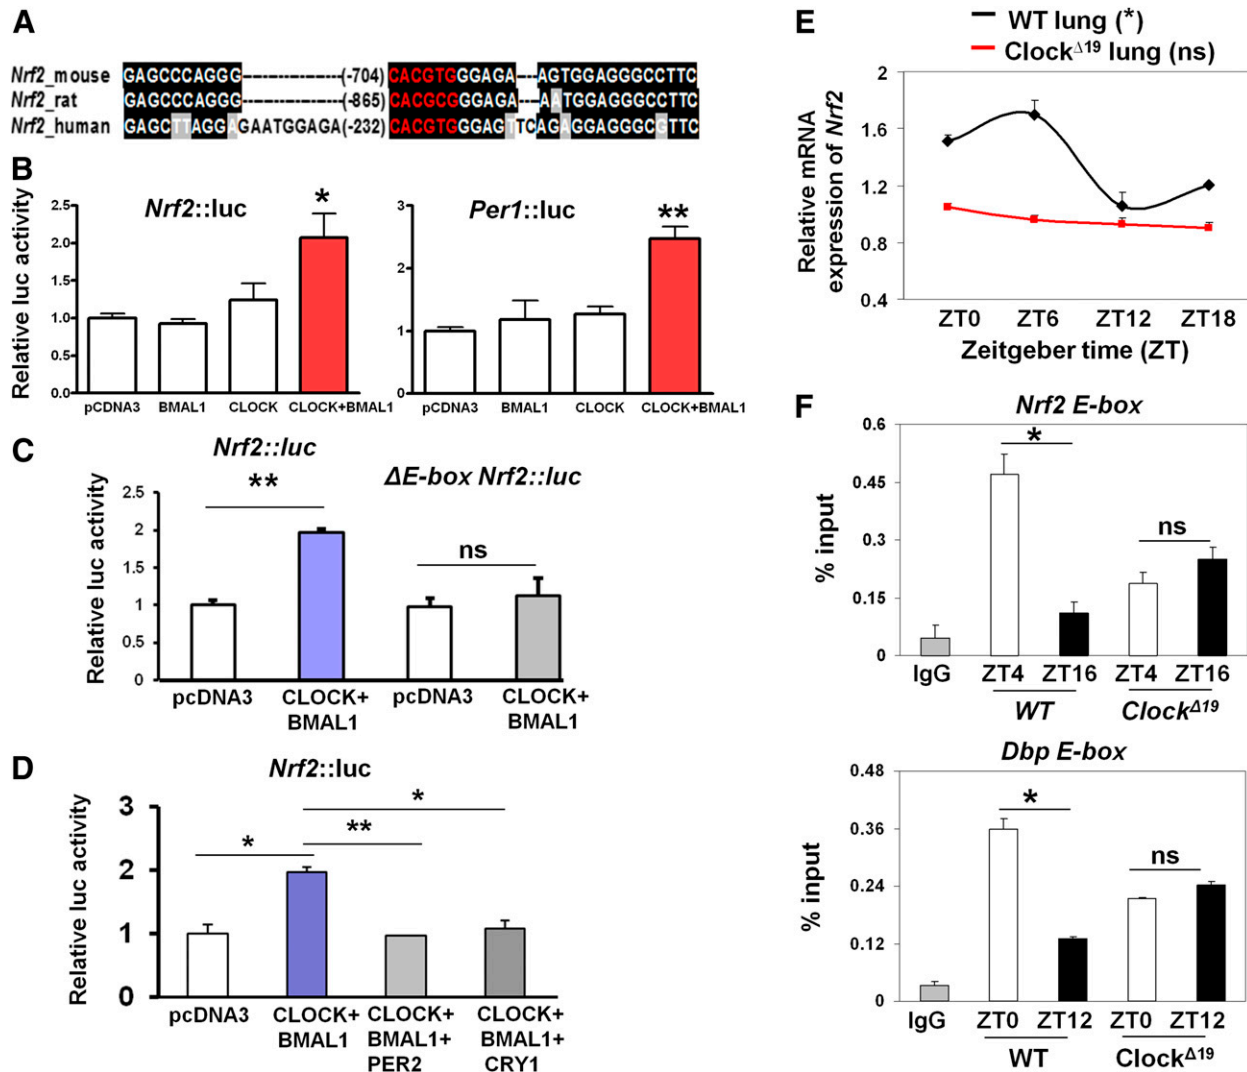 A
Nrf2_mouse GAGCCCAGGG--------------(-704)CACGTGGGAGA---AGTGGAGGGCCTTC
Nrf2_rat GAGCCCAGGG--------------(-865)CACGCGGGAGA---AATGGAGGGCCTTC
Nrf2_human GAGCTTAGGAGAATGGAGA(-232)CACGTGGGAGTTCAGAGGAGGGCGTTC
B
Nrf2::luc
Relative luc activity
2.5
2.0
1.5
1.0
0.5
0.0
*
pCDNA3 BMAL1 CLOCK CLOCK+BMAL1
Per1::luc
3
2
1
0
**
pCDNA3 BMAL1 CLOCK CLOCK+BMAL1
C
Nrf2::luc
ΔE-box Nrf2::luc
Relative luc activity
2.5
2
1.5
1
0.5
0
**
ns
pcDNA3 CLOCK+ pcDNA3 CLOCK+
BMAL1 BMAL1
D
Nrf2::luc
Relative luc activity
3
2
1
0
*
**
*
pcDNA3 CLOCK+ CLOCK+ CLOCK+
BMAL1 BMAL1+ BMAL1+
PER2 CRY1
E
WT lung (*)
ClockΔ19 lung (ns)
Relative mRNA
expression of Nrf2
2
1.6
1.2
0.8
0.4
ZT0 ZT6 ZT12 ZT18
Zeitgeber time (ZT)
F
Nrf2 E-box
% input
0.6
0.45
0.3
0.15
0
*
ns
IgG ZT4 ZT16 ZT4 ZT16
WT ClockΔ19
Dbp E-box
% input
0.48
0.36
0.24
0.12
0
*
ns
IgG ZT0 ZT12 ZT0 ZT12
WT ClockΔ19